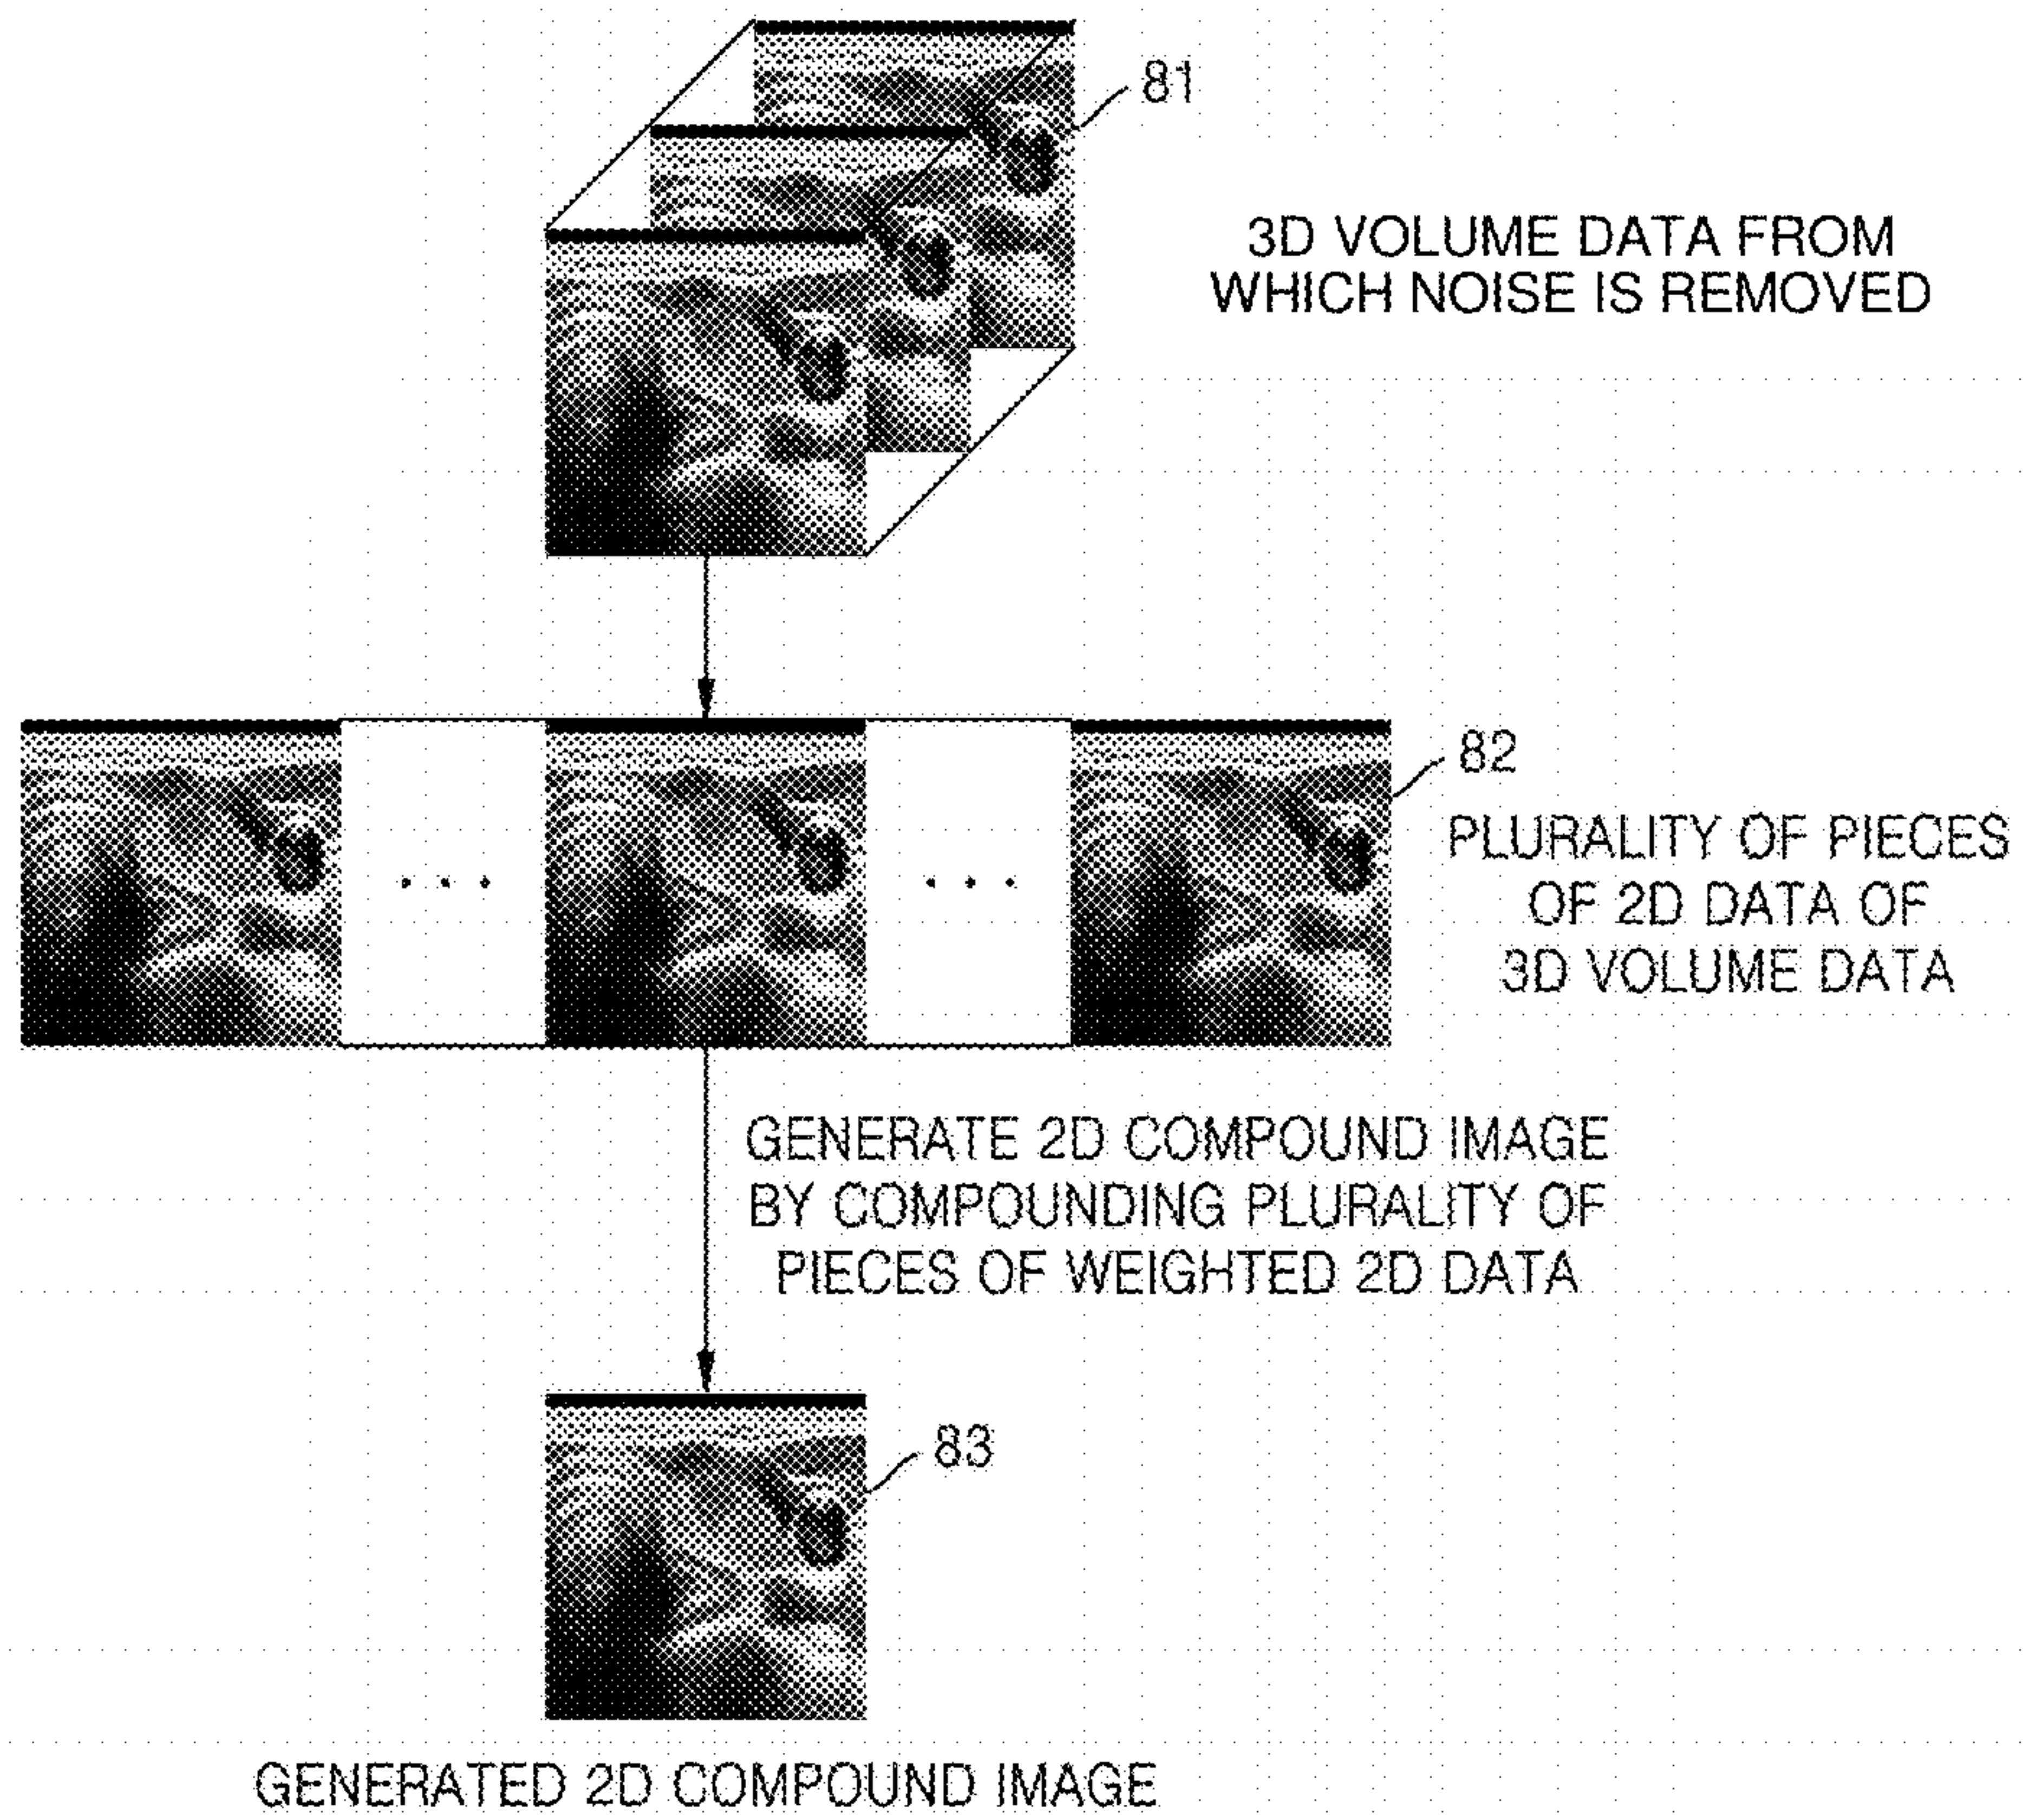 81
3D VOLUME DATA FROM
WHICH NOISE IS REMOVED
82
PLURALITY OF PIECES
OF 2D DATA OF
3D VOLUME DATA
GENERATE 2D COMPOUND IMAGE
BY COMPOUNDING PLURALITY OF
PIECES OF WEIGHTED 2D DATA
83
GENERATED 2D COMPOUND IMAGE